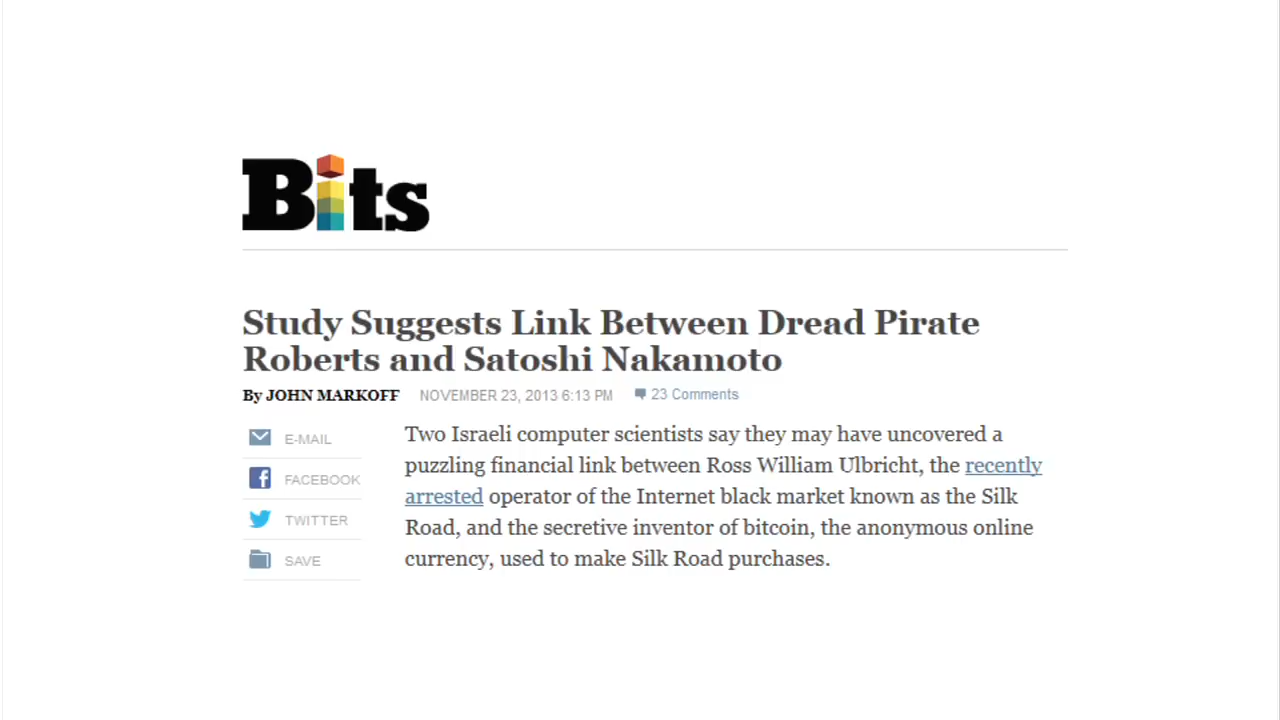 Bits
Study Suggests Link Between Dread Pirate
Roberts and Satoshi Nakamoto
By JOHN MARKOFF NOVEMBER 23, 2013 6:13 PM 23 Comments
E-MAIL
FACEBOOK
TWITTER
SAVE
Two Israeli computer scientists say they may have uncovered a
puzzling financial link between Ross William Ulbricht, the recently
arrested operator of the Internet black market known as the Silk
Road, and the secretive inventor of bitcoin, the anonymous online
currency, used to make Silk Road purchases.